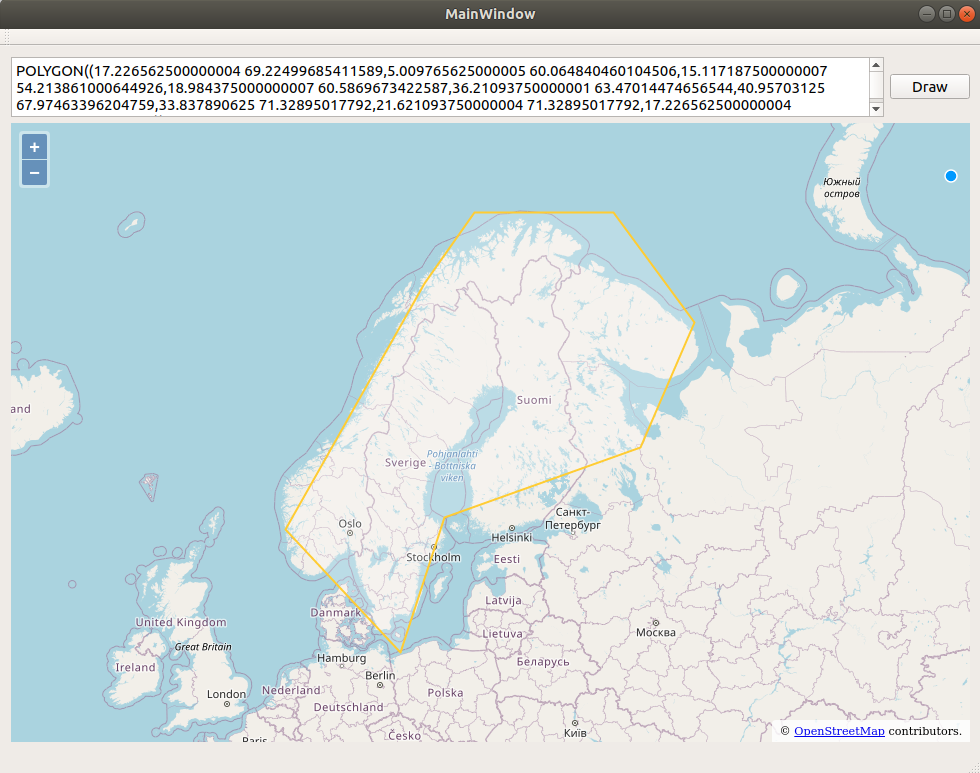 MainWindow
POLYGON((17.226562500000004 69.22499685411589,5.009765625000005 60.064840460104506,15.117187500000007
54.213861000644926,18.984375000000007 60.5869673422587,36.21093750000001 63.47014474656544,40.95703125
67.97463396204759,33.837890625 71.32895017792,21.621093750000004 71.32895017792,17.226562500000004
Draw
+
−
Южный
остров
and
Suomi
Sverige
Pohjanlahti
- Bottniska
viken
Oslo
Санкт-
Петербург
Helsinki
Stockholm
Eesti
Latvija
Danmark
United Kingdom
Lietuva
Москва
Great Britain
Hamburg
Беларусь
Ireland
Berlin
London
Nederland
Polska
Deutschland
Česko
Київ
Paris
© OpenStreetMap contributors.